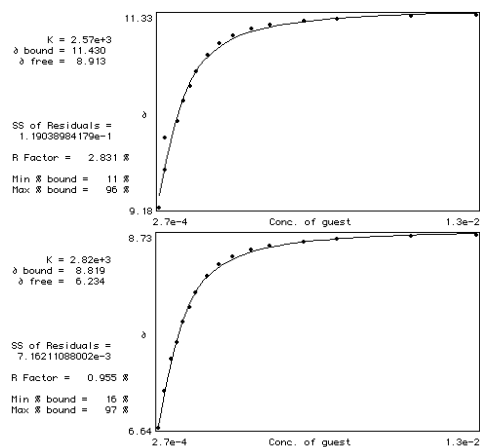 11.33
K = 2.57e+3
∂ bound = 11.430
∂ free = 8.913
∂
SS of Residuals =
1.19038984179e-1
R Factor = 2.831 %
Min % bound = 11 %
Max % bound = 96 %
9.18
2.7e-4 Conc. of guest 1.3e-2
8.73
K = 2.82e+3
∂ bound = 8.819
∂ free = 6.234
∂
SS of Residuals =
7.16211088002e-3
R Factor = 0.955 %
Min % bound = 16 %
Max % bound = 97 %
6.64
2.7e-4 Conc. of guest 1.3e-2